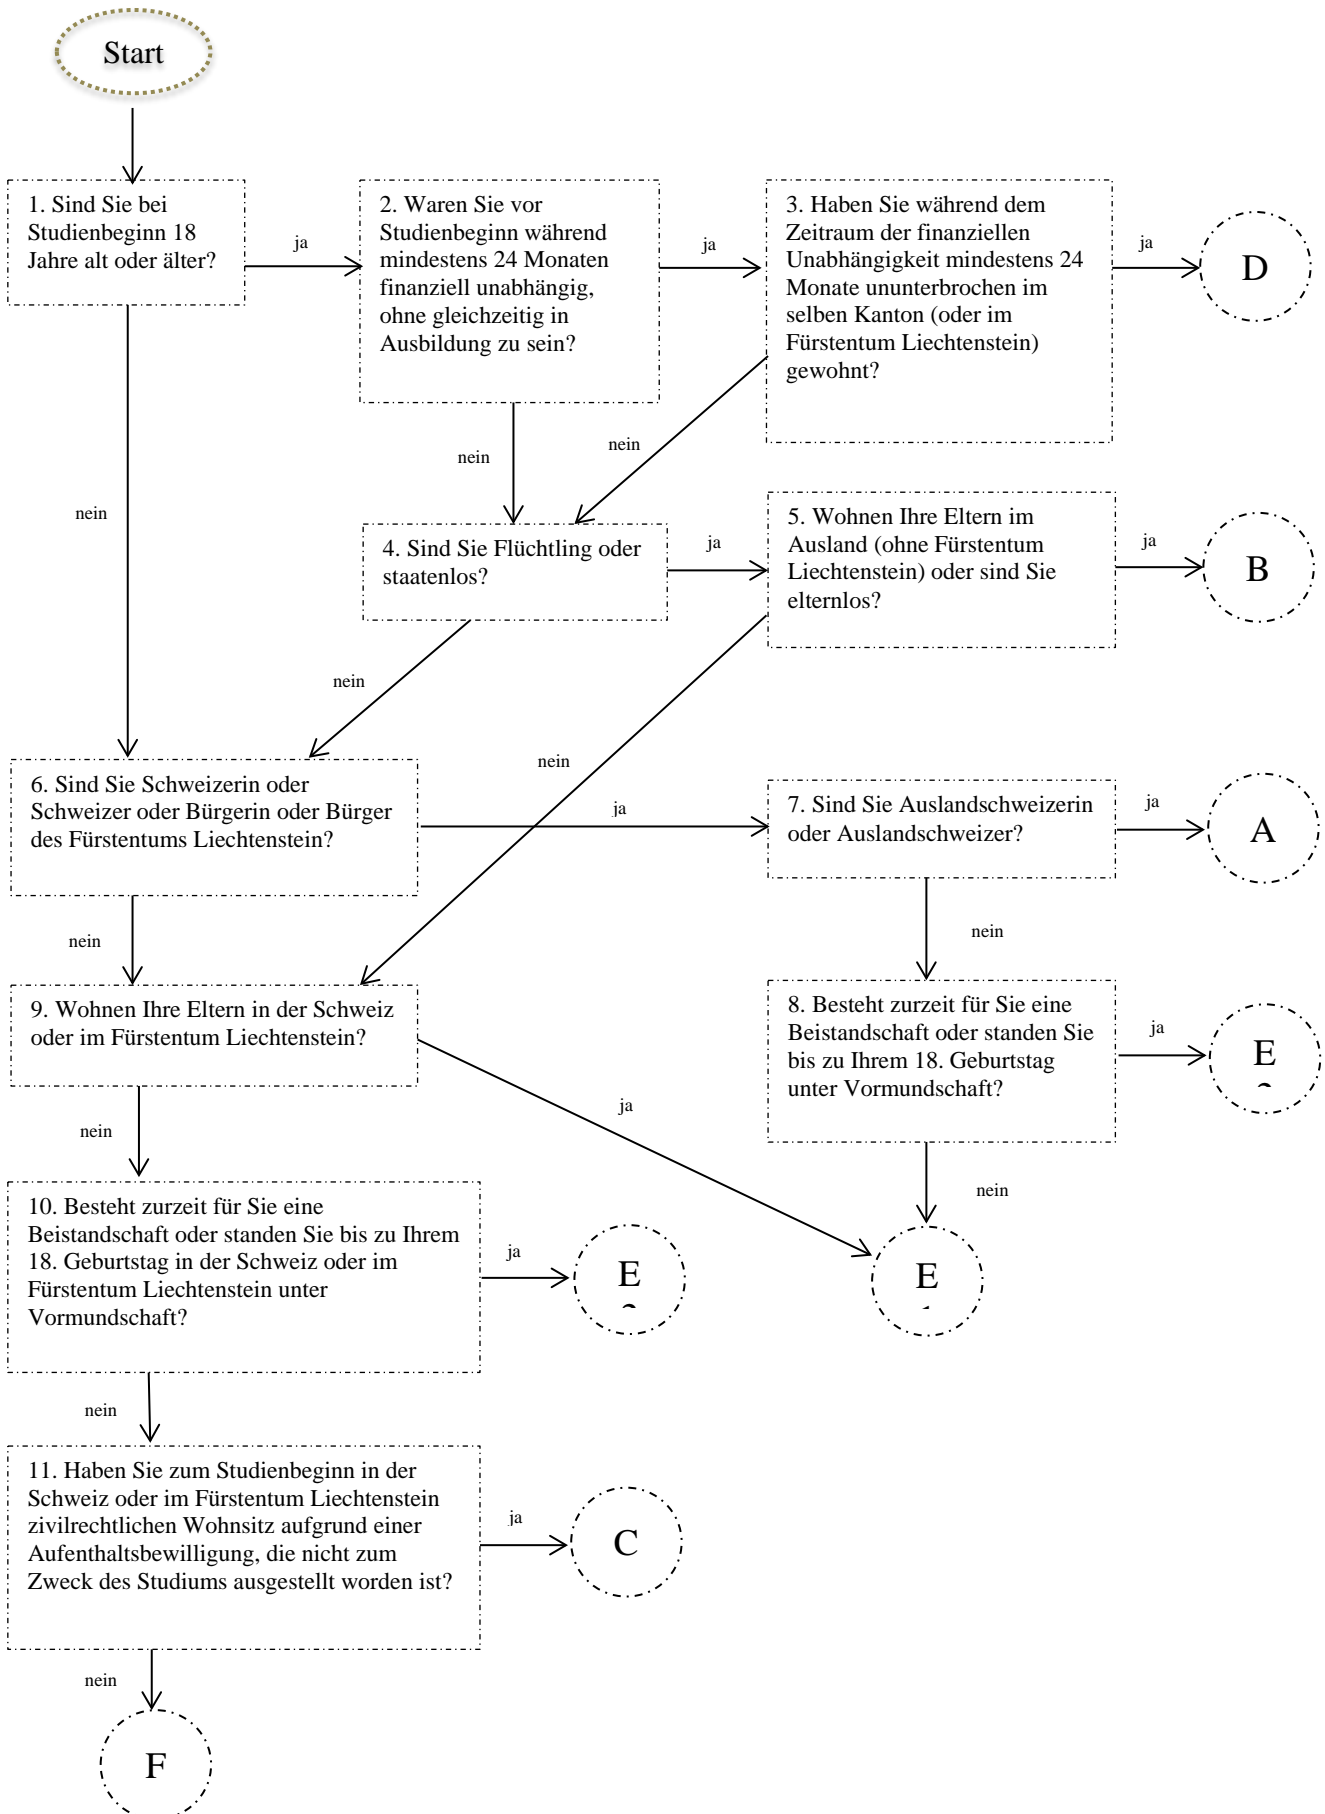 Start
1. Sind Sie bei
Studienbeginn 18
Jahre alt oder älter?
ja
2. Waren Sie vor
Studienbeginn während
mindestens 24 Monaten
finanziell unabhängig,
ohne gleichzeitig in
Ausbildung zu sein?
ja
3. Haben Sie während dem
Zeitraum der finanziellen
Unabhängigkeit mindestens 24
Monate ununterbrochen im
selben Kanton (oder im
Fürstentum Liechtenstein)
gewohnt?
ja
D
nein
nein
nein
4. Sind Sie Flüchtling oder
staatenlos?
ja
5. Wohnen Ihre Eltern im
Ausland (ohne Fürstentum
Liechtenstein) oder sind Sie
elternlos?
ja
B
nein
nein
6. Sind Sie Schweizerin oder
Schweizer oder Bürgerin oder Bürger
des Fürstentums Liechtenstein?
ja
7. Sind Sie Auslandschweizerin
oder Auslandschweizer?
ja
A
nein
nein
9. Wohnen Ihre Eltern in der Schweiz
oder im Fürstentum Liechtenstein?
8. Besteht zurzeit für Sie eine
Beistandschaft oder standen Sie
bis zu Ihrem 18. Geburtstag
unter Vormundschaft?
ja
E
ja
nein
nein
10. Besteht zurzeit für Sie eine
Beistandschaft oder standen Sie bis zu Ihrem
18. Geburtstag in der Schweiz oder im
Fürstentum Liechtenstein unter
Vormundschaft?
ja
E
E
nein
11. Haben Sie zum Studienbeginn in der
Schweiz oder im Fürstentum Liechtenstein
zivilrechtlichen Wohnsitz aufgrund einer
Aufenthaltsbewilligung, die nicht zum
Zweck des Studiums ausgestellt worden ist?
ja
C
nein
F